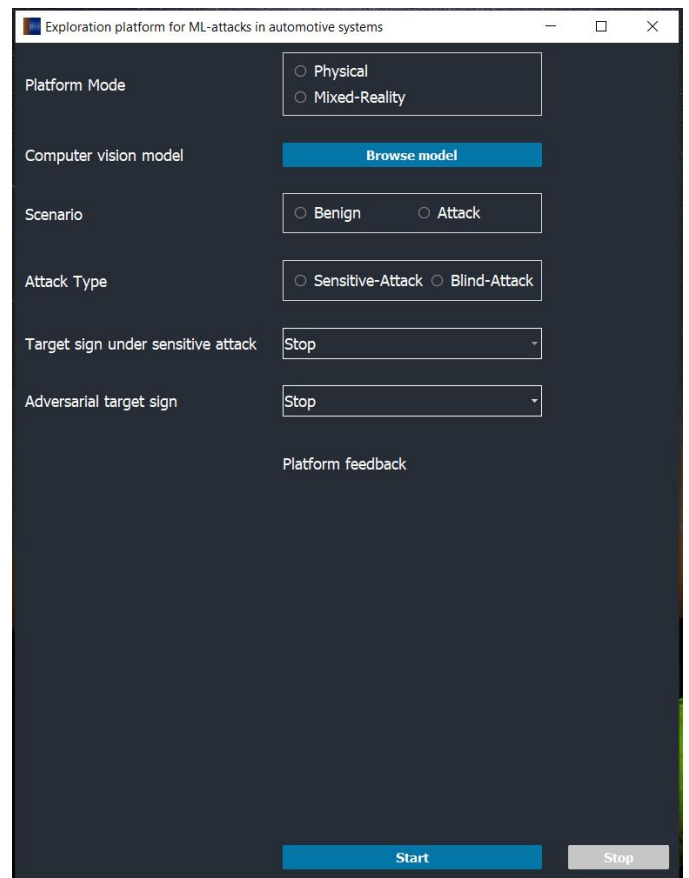 Exploration platform for ML-attacks in automotive systems
Platform Mode
Physical
Mixed-Reality
Computer vision model
Browse model
Scenario
Benign Attack
Attack Type
Sensitive-Attack Blind-Attack
Target sign under sensitive attack
Stop
Adversarial target sign
Stop
Platform feedback
Start Stop